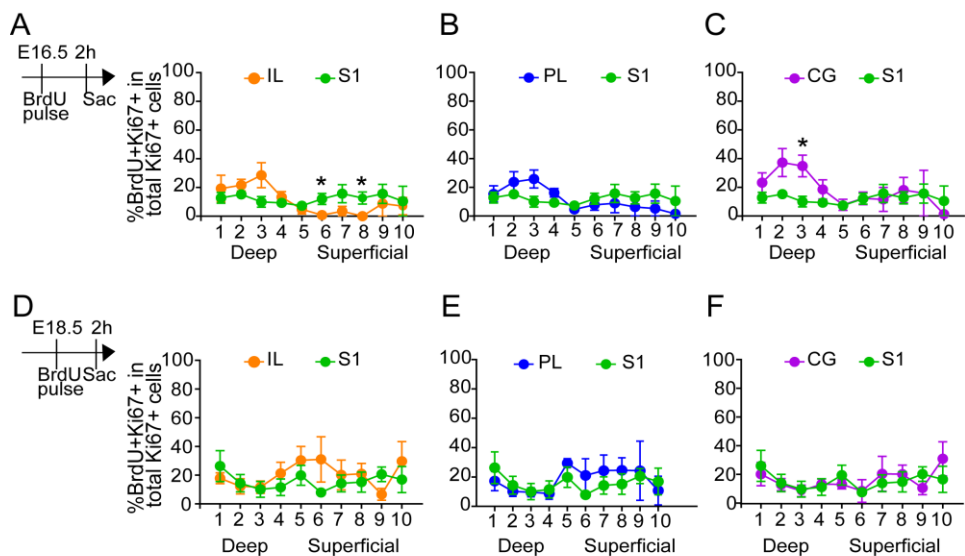 A
E16.5 2h
BrdU pulse
Sac
%BrdU+Ki67+ in
total Ki67+ cells
100
80
60
40
20
0
IL S1
* *
1 2 3 4 5 6 7 8 9 10
Deep Superficial
B
100
80
60
40
20
0
PL S1
1 2 3 4 5 6 7 8 9 10
Deep Superficial
C
100
80
60
40
20
0
CG S1
*
1 2 3 4 5 6 7 8 9 10
Deep Superficial
D
E18.5 2h
BrdU Sac
pulse
%BrdU+Ki67+ in
total Ki67+ cells
100
80
60
40
20
0
IL S1
1 2 3 4 5 6 7 8 9 10
Deep Superficial
E
100
80
60
40
20
0
PL S1
1 2 3 4 5 6 7 8 9 10
Deep Superficial
F
100
80
60
40
20
0
CG S1
1 2 3 4 5 6 7 8 9 10
Deep Superficial